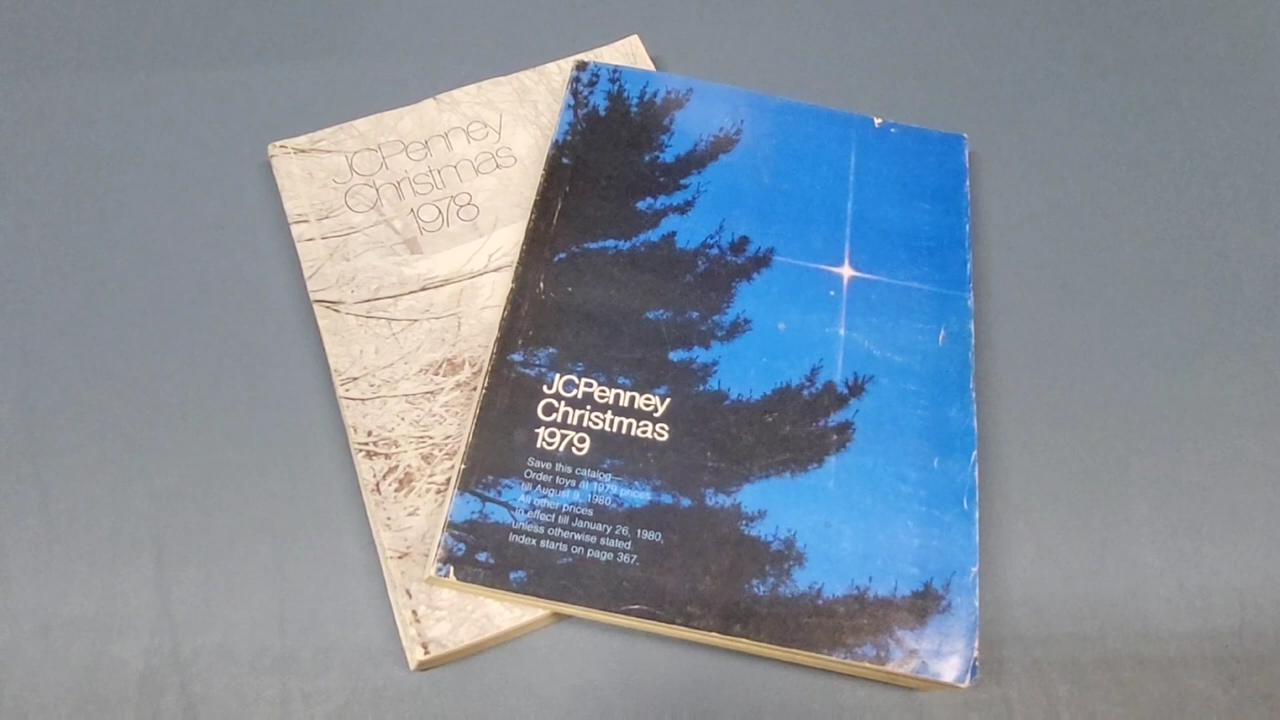 JCPenney
Christmas
1978
JCPenney
Christmas
1979
Save this catalog—
Order toys at 1979 prices
till August 9, 1980.
All other prices
in effect till January 26, 1980,
unless otherwise stated.
Index starts on page 367.